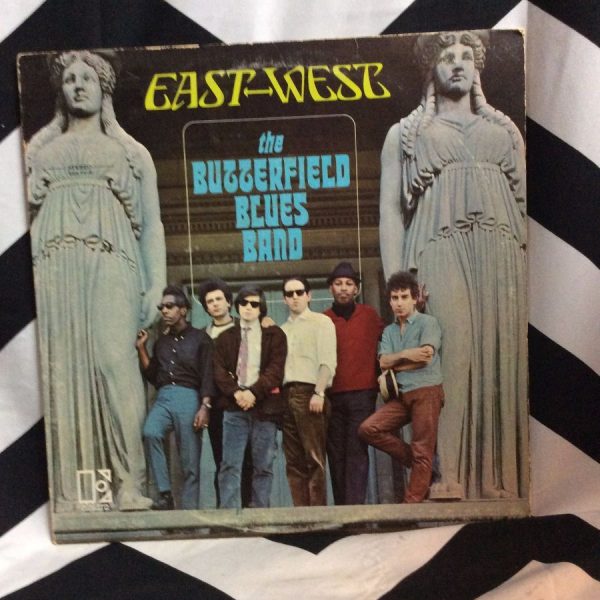 EAST-WEST
the
BUTTERFIELD
BLUES
BAND